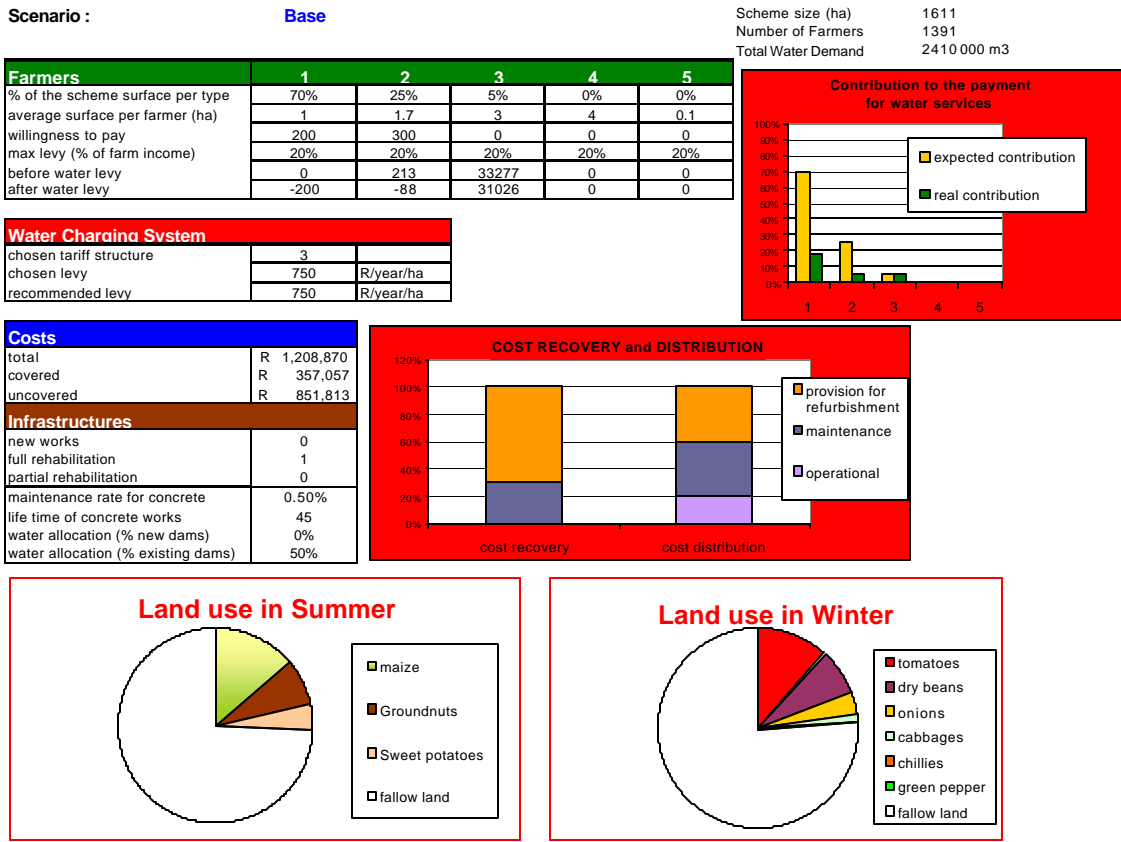 Scenario : Base
Scheme size (ha) 1611
Number of Farmers 1391
Total Water Demand 2410 000 m3
Farmers 1 2 3 4 5
% of the scheme surface per type 70% 25% 5% 0% 0%
average surface per farmer (ha) 1 1.7 3 4 0.1
willingness to pay 200 300 0 0 0
max levy (% of farm income) 20% 20% 20% 20% 20%
before water levy 0 213 33277 0 0
after water levy -200 -88 31026 0 0
Contribution to the payment
for water services
100%
90%
80%
70%
60%
50%
40%
30%
20%
10%
0%
1 2 3 4 5
expected contribution
real contribution
Water Charging System
chosen tariff structure 3
chosen levy 750 R/year/ha
recommended levy 750 R/year/ha
Costs
total R 1,208,870
covered R 357,057
uncovered R 851,813
Infrastructures
new works 0
full rehabilitation 1
partial rehabilitation 0
maintenance rate for concrete 0.50%
life time of concrete works 45
water allocation (% new dams) 0%
water allocation (% existing dams) 50%
COST RECOVERY and DISTRIBUTION
120%
100%
80%
60%
40%
20%
0%
cost recovery cost distribution
provision for
refurbishment
maintenance
operational
Land use in Summer
maize
Groundnuts
Sweet potatoes
fallow land
Land use in Winter
tomatoes
dry beans
onions
cabbages
chillies
green pepper
fallow land